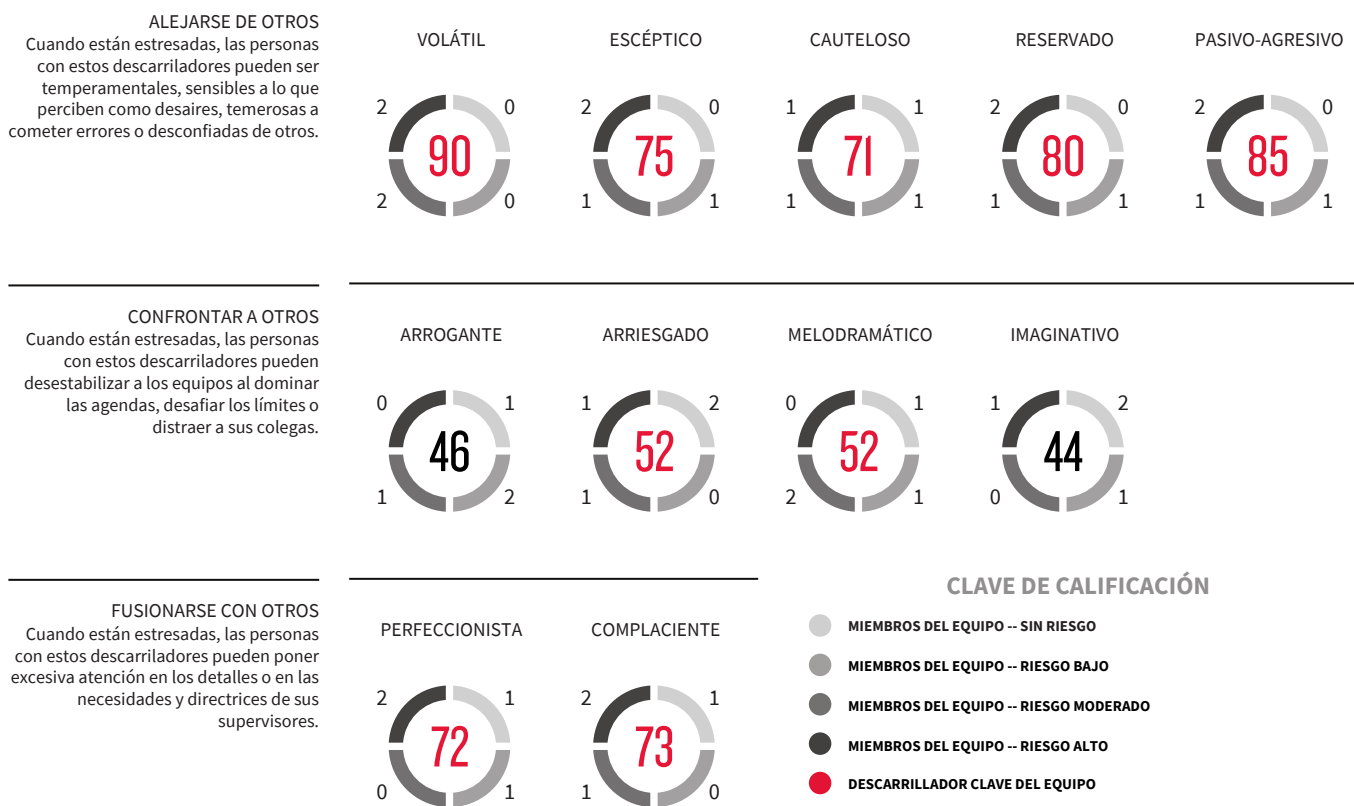 ALEJARSE DE OTROS
Cuando están estresadas, las personas
con estos descarriladores pueden ser
temperamentales, sensibles a lo que
perciben como desaires, temerosas a
cometer errores o desconfiadas de otros.
VOLÁTIL
2 0
90
2 0
ESCÉPTICO
2 0
75
1 1
CAUTELOSO
1 1
71
1 1
RESERVADO
2 0
80
1 1
PASIVO-AGRESIVO
2 0
85
1 1
CONFRONTAR A OTROS
Cuando están estresadas, las personas
con estos descarriladores pueden
desestabilizar a los equipos al dominar
las agendas, desafiar los límites o
distraer a sus colegas.
ARROGANTE
0 1
46
1 2
ARRIESGADO
1 2
52
1 0
MELODRAMÁTICO
0 1
52
2 1
IMAGINATIVO
1 2
44
0 1
FUSIONARSE CON OTROS
Cuando están estresadas, las personas
con estos descarriladores pueden poner
excesiva atención en los detalles o en las
necesidades y directrices de sus
supervisores.
PERFECCIONISTA
2 1
72
0 1
COMPLACIENTE
2 1
73
1 0
CLAVE DE CALIFICACIÓN
MIEMBROS DEL EQUIPO -- SIN RIESGO
MIEMBROS DEL EQUIPO -- RIESGO BAJO
MIEMBROS DEL EQUIPO -- RIESGO MODERADO
MIEMBROS DEL EQUIPO -- RIESGO ALTO
DESCARRILLADOR CLAVE DEL EQUIPO